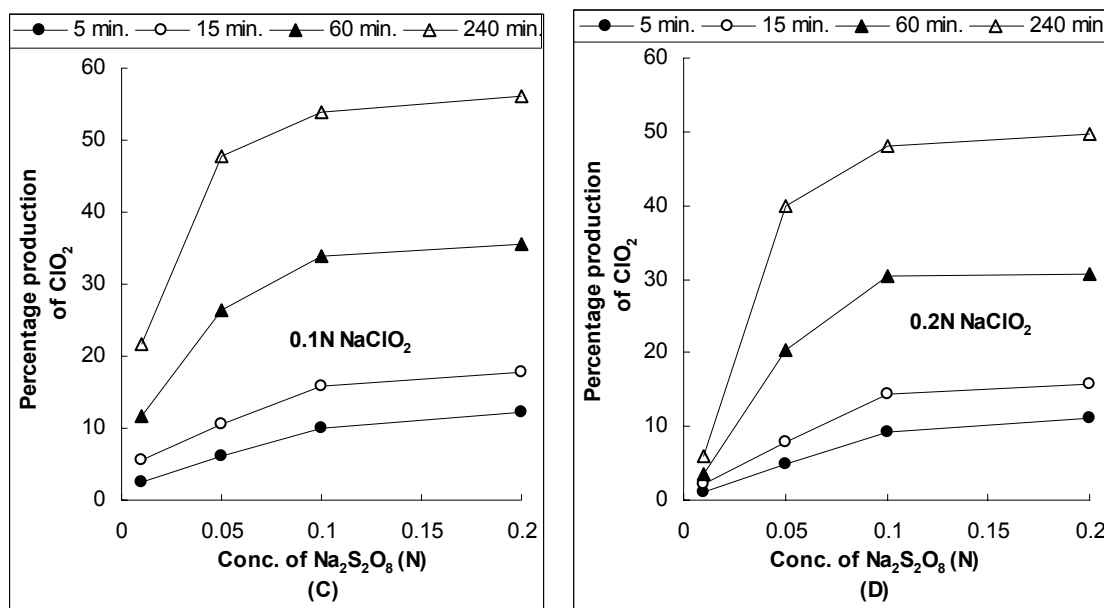 5 min. 15 min. 60 min. 240 min.
60
50
40
30
20
10
0
Percentage production
of ClO₂
0.1N NaClO₂
0 0.05 0.1 0.15 0.2
Conc. of Na₂S₂O₈ (N)
(C)
5 min. 15 min. 60 min. 240 min.
60
50
40
30
20
10
0
Percentage production
of ClO₂
0.2N NaClO₂
0 0.05 0.1 0.15 0.2
Conc. of Na₂S₂O₈ (N)
(D)